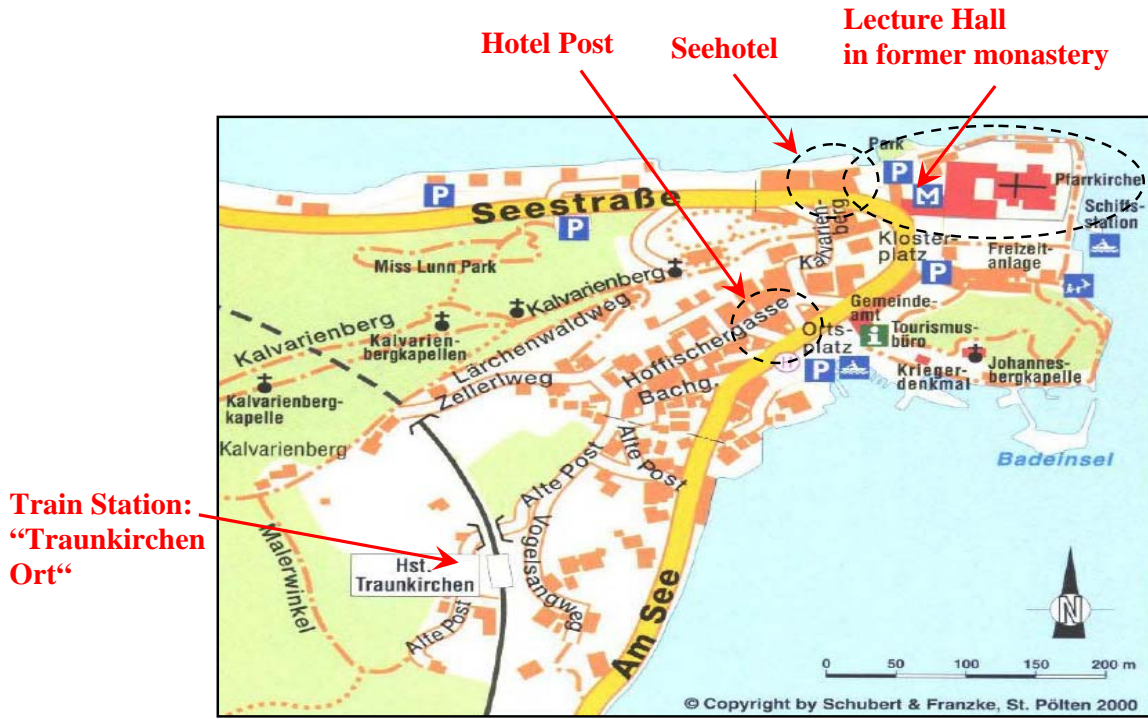 Lecture Hall
in former monastery
Hotel Post
Seehotel
Park
P
P
M
Pfarrkirche
Schiffs-
station
Seestraße
P
Kalvarien-
berg
Kloster-
platz
Freizeit-
anlage
P
Miss Lunn Park
Kalvarienberg
Kalvarienberg
Kalvarien-
bergkapellen
Lärchenwaldweg
Zellerlweg
Hoffischergasse
Bachg.
Gemeinde-
amt
Orts-
platz
i
Tourismus-
büro
P
Krieger-
denkmal
Johannes-
bergkapelle
Kalvarienberg-
kapelle
Kalvarienberg
Alte Post
Alte Post
Badeinsel
Train Station:
“Traunkirchen
Ort“
Malerwinkel
Hst.
Traunkirchen
Vogelsangweg
Alte Post
Am See
N
0 50 100 150 200 m
© Copyright by Schubert & Franzke, St. Pölten 2000